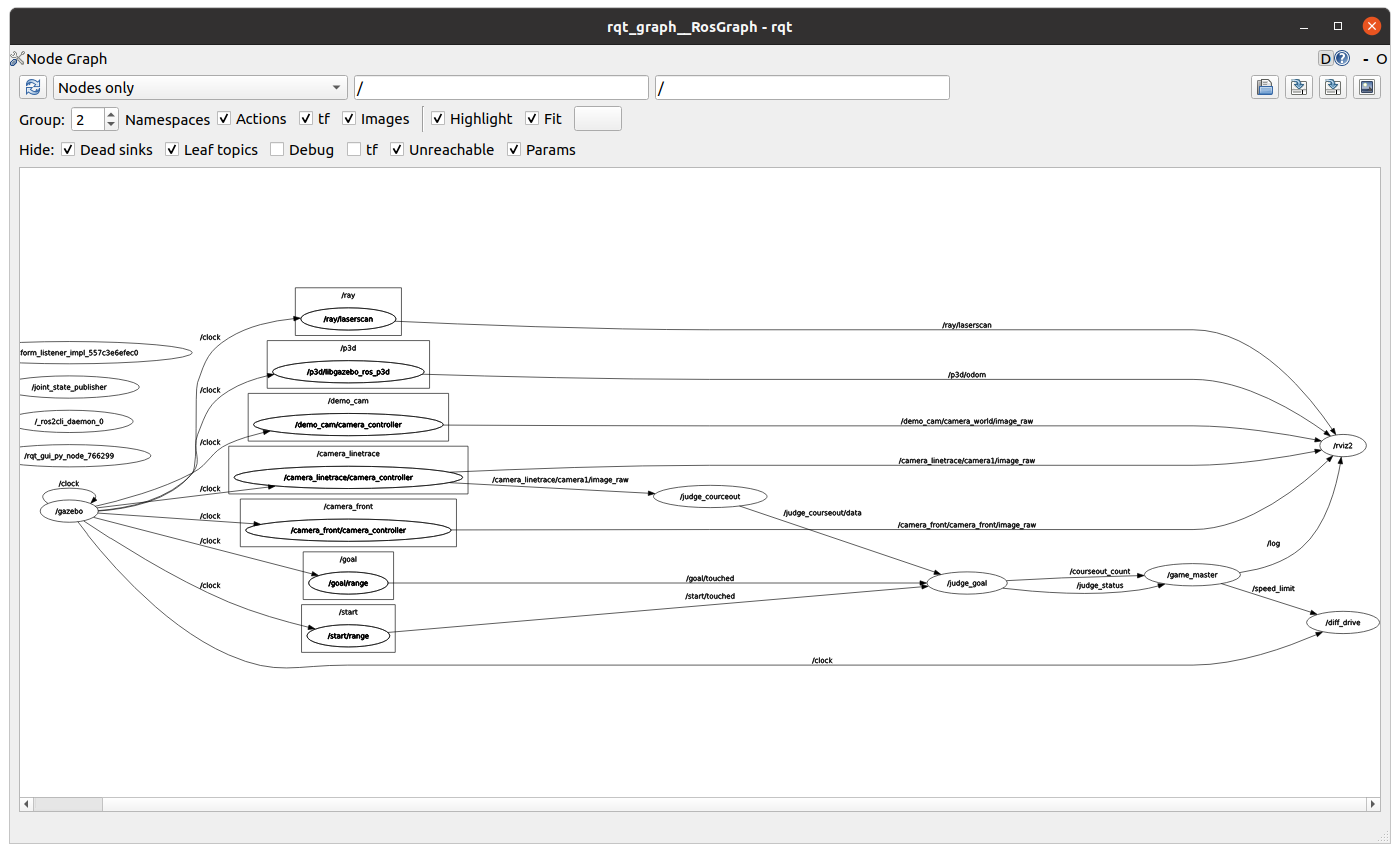 rqt_graph__RosGraph - rqt
Node Graph
D
- O
Nodes only
/
/
Group: 2 Namespaces Actions tf Images Highlight Fit
Hide: Dead sinks Leaf topics Debug tf Unreachable Params
/ray
/ray/laserscan
/clock
/ray/laserscan
/p3d
form_listener_impl_557c3e6efec0
/p3d/libgazebo_ros_p3d
/p3d/odom
/joint_state_publisher
/clock
/demo_cam
/_ros2cli_daemon_0
/demo_cam/camera_controller
/demo_cam/camera_world/image_raw
/clock
/rviz2
/camera_linetrace
/rqt_gui_py_node_766299
/camera_linetrace/camera1/image_raw
/camera_linetrace/camera_controller
/camera_linetrace/camera1/image_raw
/clock
/clock
/judge_courseout
/camera_front
/gazebo
/judge_courseout/data
/clock
/camera_front/camera_controller
/camera_front/camera_front/image_raw
/clock
/log
/goal
/courseout_count
/game_master
/goal/range
/goal/touched
/judge_goal
/clock
/judge_status
/speed_limit
/start/touched
/start
/diff_drive
/start/range
/clock